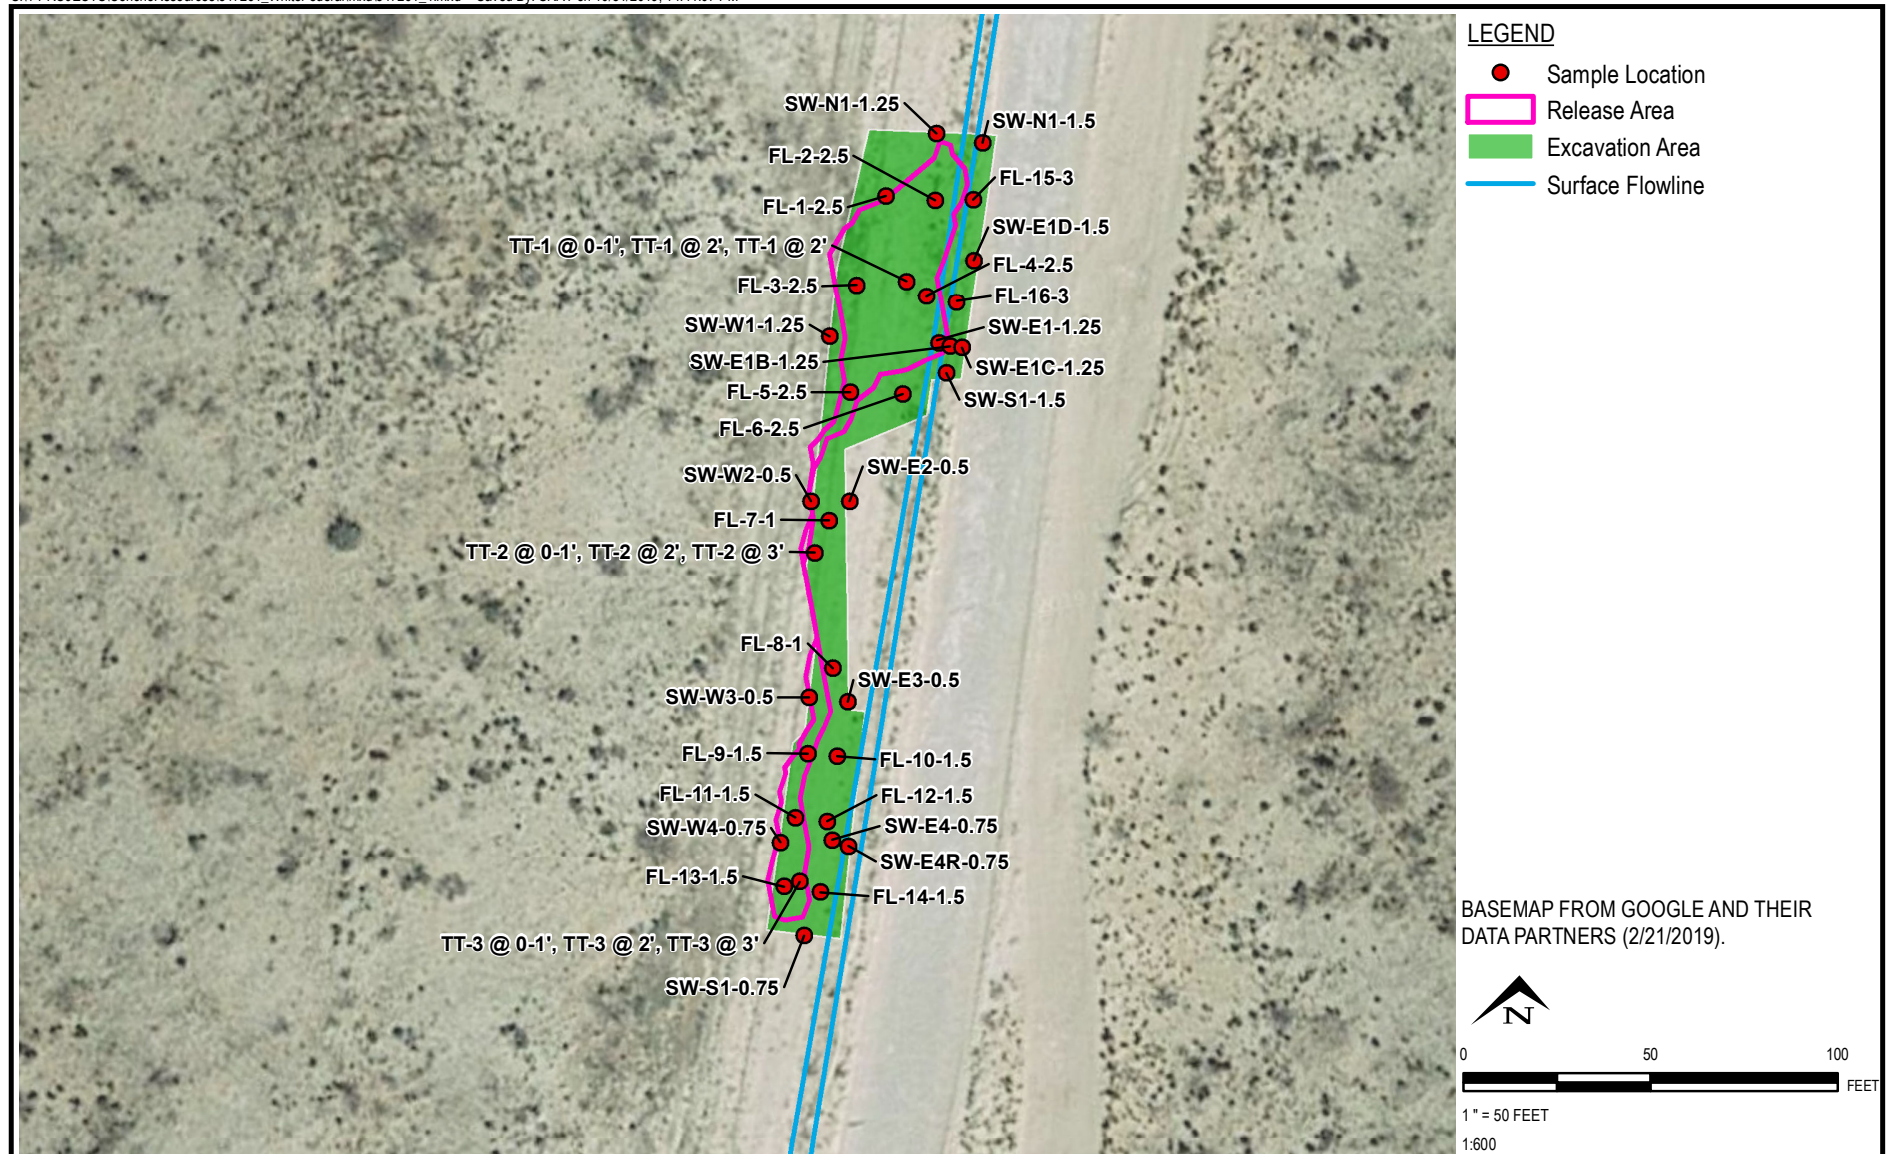 SW-N1-1.25
SW-N1-1.5
FL-2-2.5
FL-15-3
FL-1-2.5
SW-E1D-1.5
TT-1 @ 0-1', TT-1 @ 2', TT-1 @ 2'
FL-4-2.5
FL-3-2.5
FL-16-3
SW-W1-1.25
SW-E1-1.25
SW-E1B-1.25
SW-E1C-1.25
FL-5-2.5
SW-S1-1.5
FL-6-2.5
SW-W2-0.5
SW-E2-0.5
FL-7-1
TT-2 @ 0-1', TT-2 @ 2', TT-2 @ 3'
FL-8-1
SW-E3-0.5
SW-W3-0.5
FL-9-1.5
FL-10-1.5
FL-11-1.5
FL-12-1.5
SW-W4-0.75
SW-E4-0.75
SW-E4R-0.75
FL-13-1.5
FL-14-1.5
TT-3 @ 0-1', TT-3 @ 2', TT-3 @ 3'
SW-S1-0.75
LEGEND
Sample Location
Release Area
Excavation Area
Surface Flowline
BASEMAP FROM GOOGLE AND THEIR
DATA PARTNERS (2/21/2019).
N
0 50 100
FEET
1 " = 50 FEET
1:600